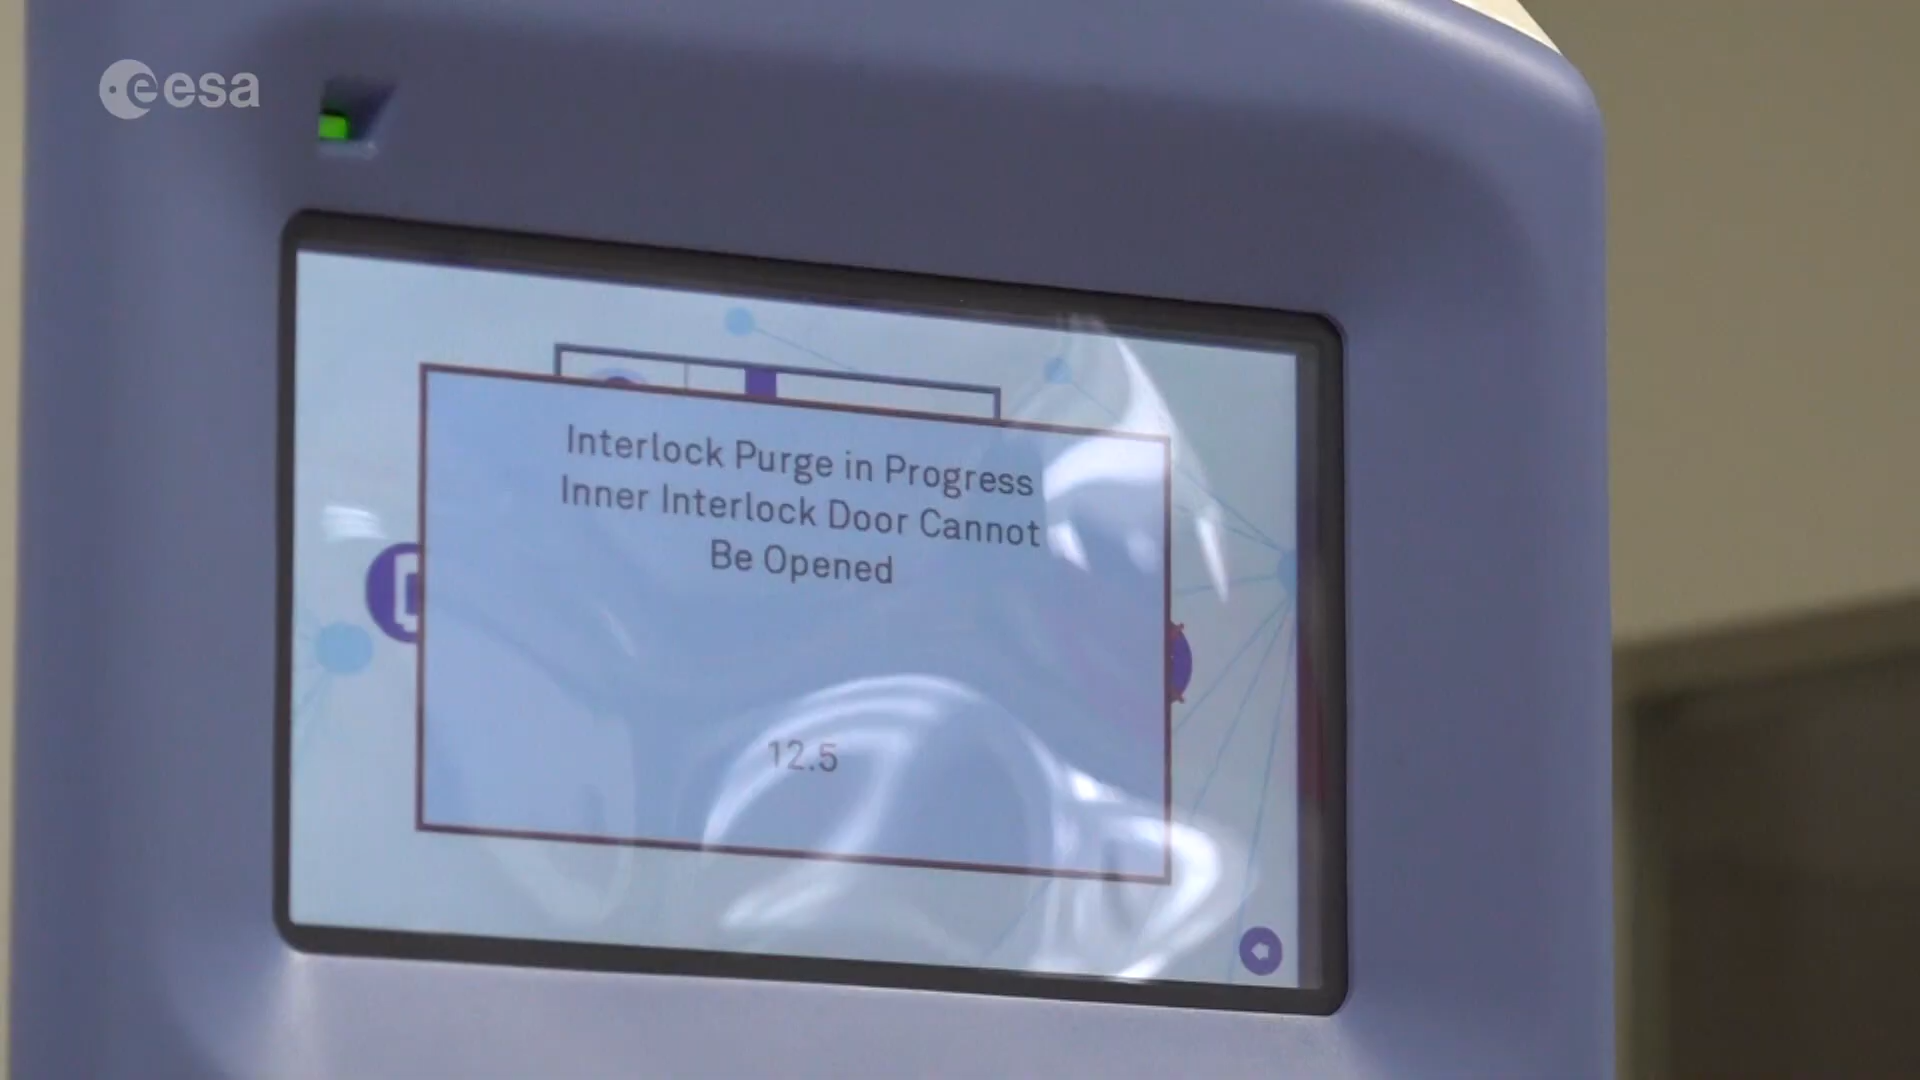 esa
Interlock Purge in Progress
Inner Interlock Door Cannot
Be Opened
12.5